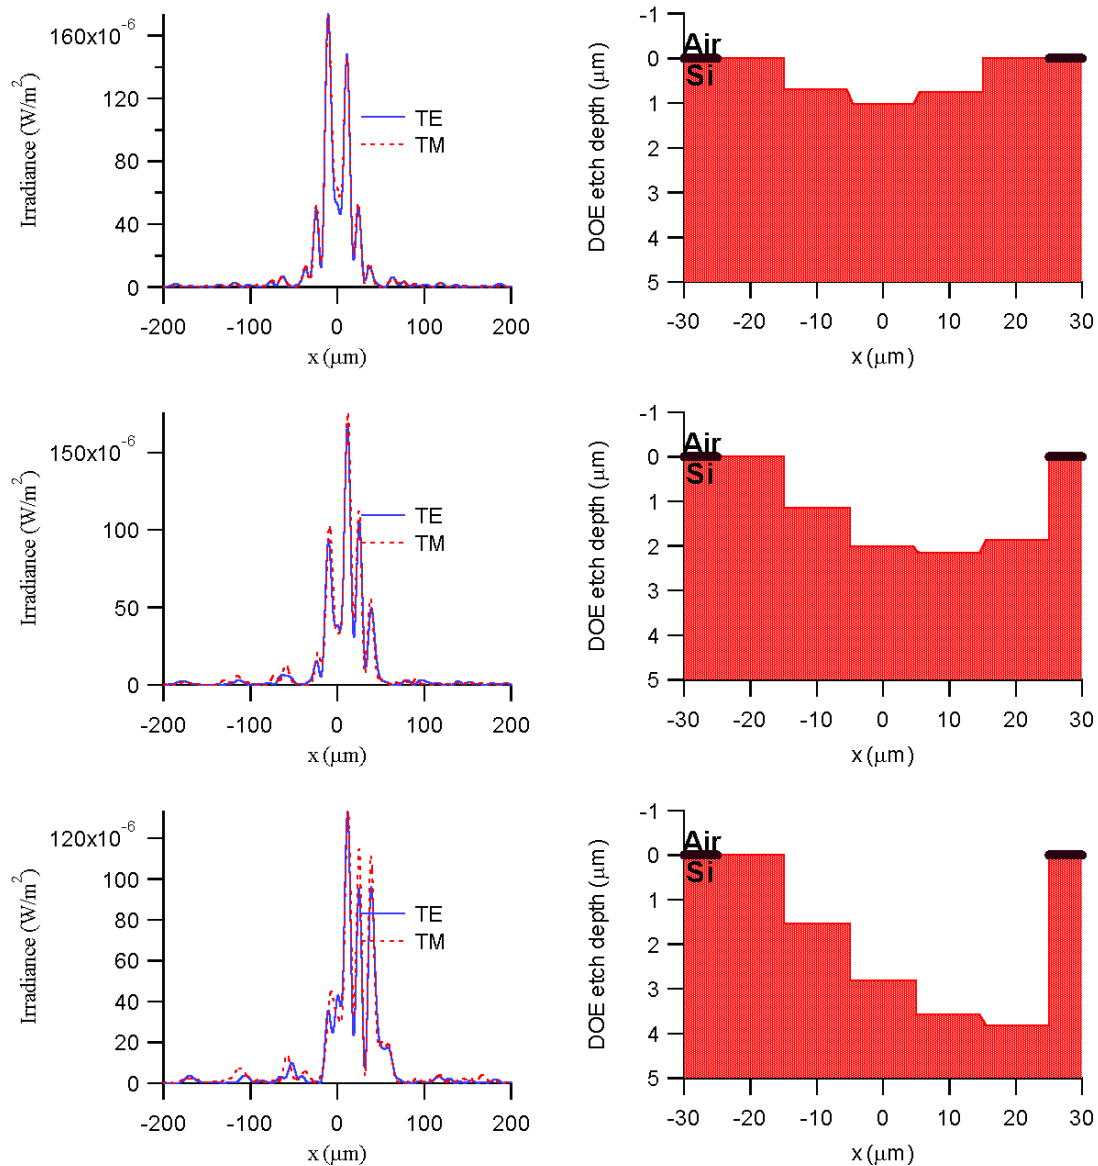 160x10-6
120
80
40
0
Irradiance (W/m2)
TE
TM
-200 -100 0 100 200
x (μm)
-1
0
1
2
3
4
5
DOE etch depth (μm)
Air
Si
-30 -20 -10 0 10 20 30
x (μm)
150x10-6
100
50
0
Irradiance (W/m2)
TE
TM
-200 -100 0 100 200
x (μm)
-1
0
1
2
3
4
5
DOE etch depth (μm)
Air
Si
-30 -20 -10 0 10 20 30
x (μm)
120x10-6
100
80
60
40
20
0
Irradiance (W/m2)
TE
TM
-200 -100 0 100 200
x (μm)
-1
0
1
2
3
4
5
DOE etch depth (μm)
Air
Si
-30 -20 -10 0 10 20 30
x (μm)